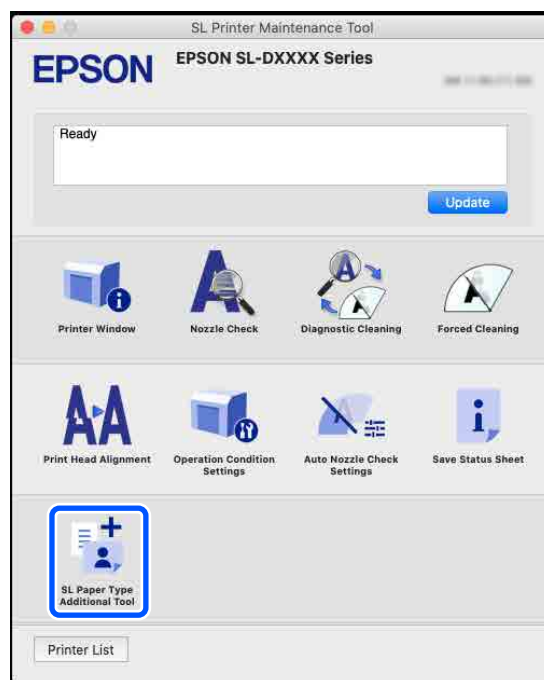 SL Printer Maintenance Tool
EPSON
EPSON SL-DXXXX Series
Ready
Update
Printer Window
Nozzle Check
Diagnostic Cleaning
Forced Cleaning
Print Head Alignment
Operation Condition
Settings
Auto Nozzle Check
Settings
Save Status Sheet
SL Paper Type
Additional Tool
Printer List